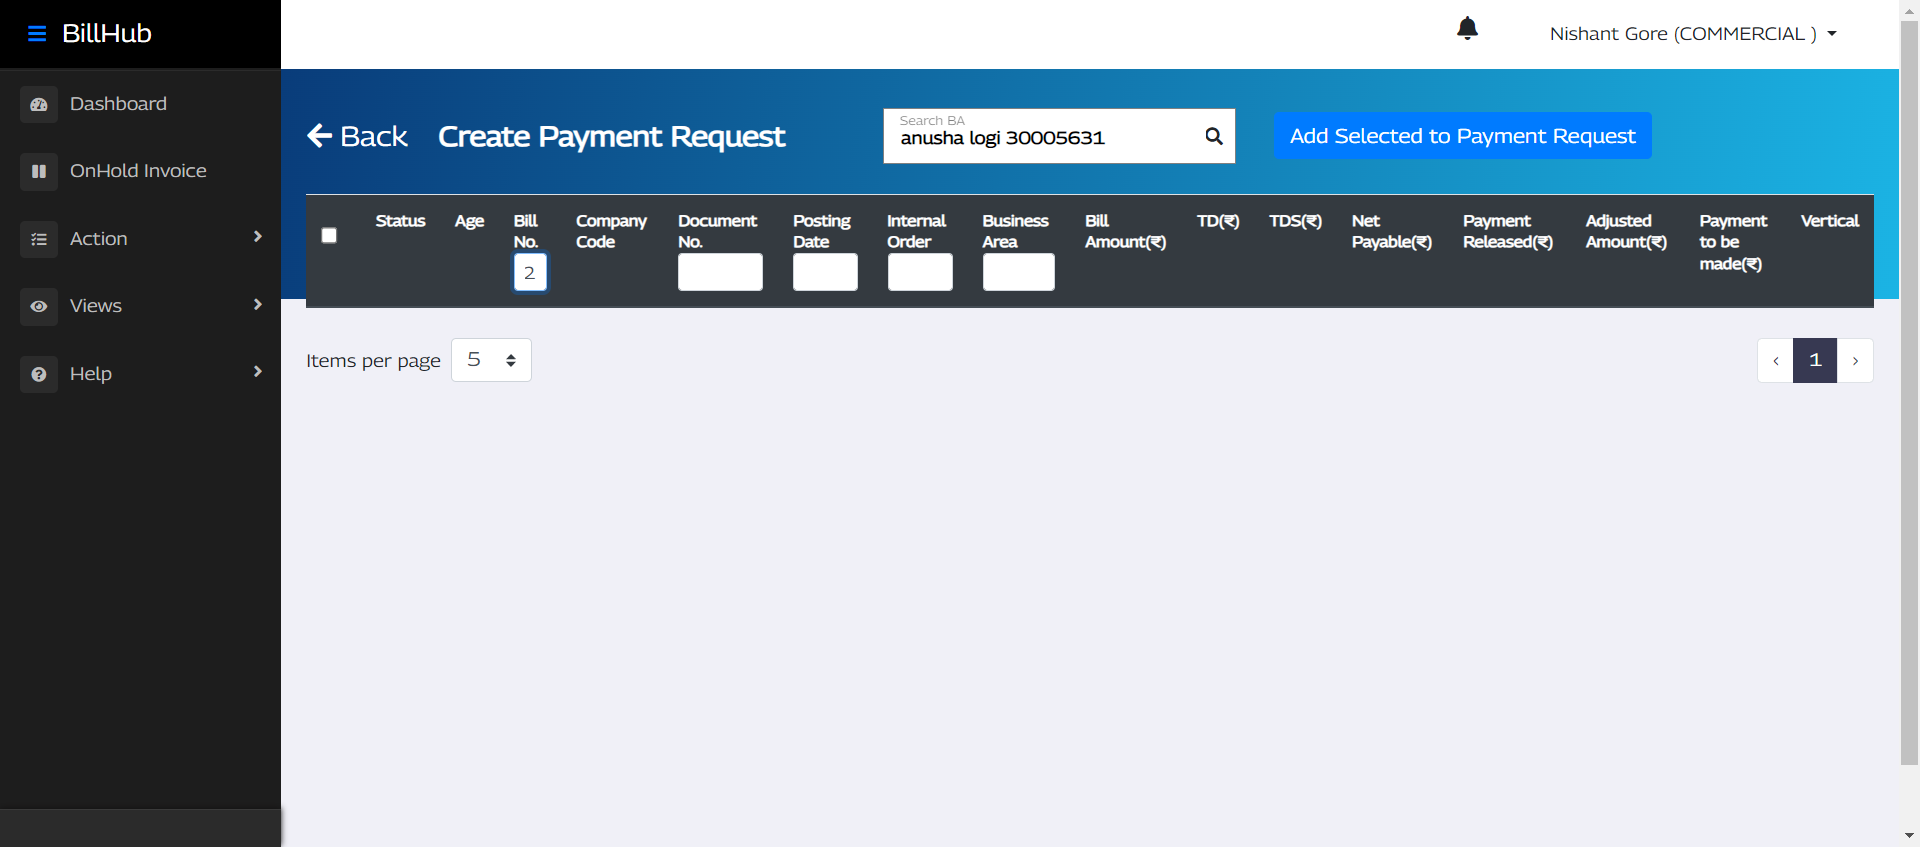 BillHub
Nishant Gore (COMMERCIAL )
Dashboard
OnHold Invoice
Action
Views
Help
Back
Create Payment Request
Search BA
anusha logi 30005631
Add Selected to Payment Request
Status
Age
Bill
No.
2
Company
Code
Document
No.
Posting
Date
Internal
Order
Business
Area
Bill
Amount(₹)
TD(₹)
TDS(₹)
Net
Payable(₹)
Payment
Released(₹)
Adjusted
Amount(₹)
Payment
to be
made(₹)
Vertical
Items per page
5
‹ 1 ›